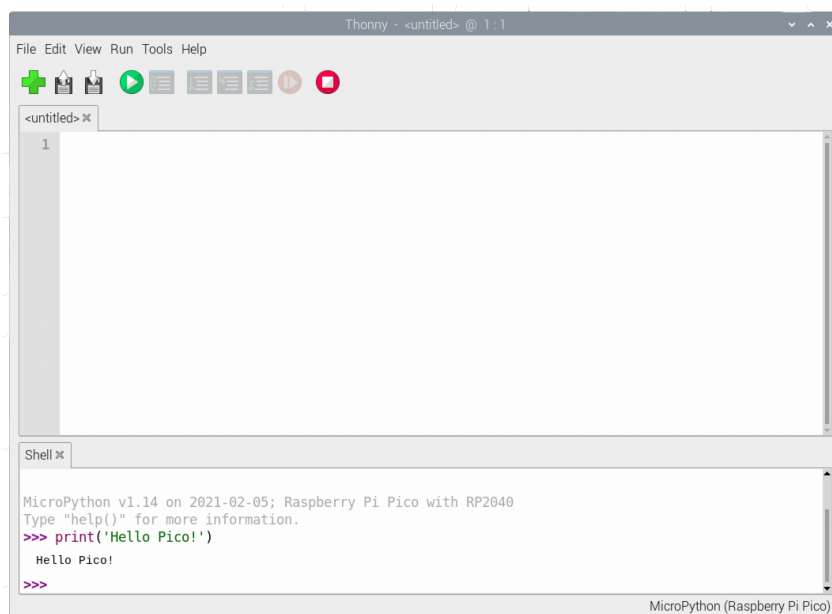 Thonny - <untitled> @ 1:1
File Edit View Run Tools Help
<untitled>
1
Shell
MicroPython v1.14 on 2021-02-05; Raspberry Pi Pico with RP2040
Type "help()" for more information.
>>> print('Hello Pico!')
Hello Pico!
>>>
MicroPython (Raspberry Pi Pico)